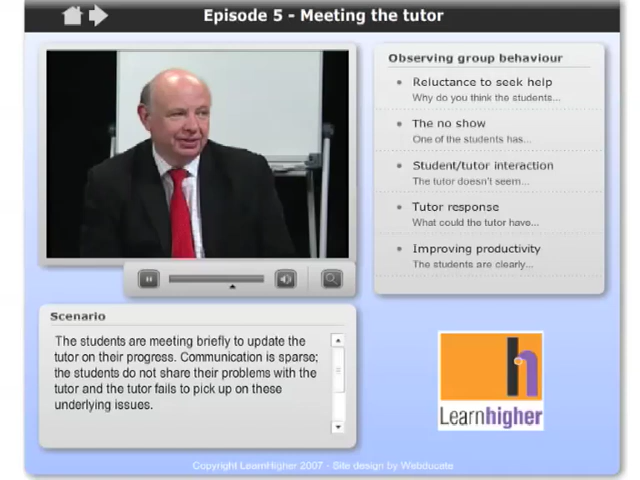 Episode 5 - Meeting the tutor
Observing group behaviour
Reluctance to seek help
Why do you think the students...
The no show
One of the students has...
Student/tutor interaction
The tutor doesn't seem...
Tutor response
What could the tutor have...
Improving productivity
The students are clearly...
Scenario
The students are meeting briefly to update the
tutor on their progress. Communication is sparse;
the students do not share their problems with the
tutor and the tutor fails to pick up on these
underlying issues.
Learnhigher
Copyright LearnHigher 2007 - Site design by Webducate